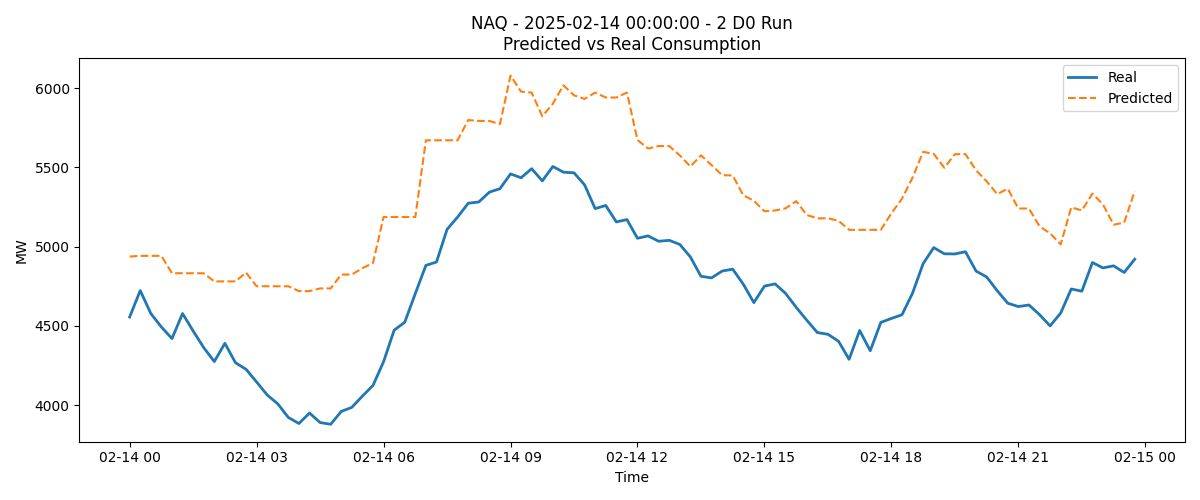 NAQ - 2025-02-14 00:00:00 - 2 D0 Run
Predicted vs Real Consumption
Real
Predicted
MW
6000
5500
5000
4500
4000
02-14 00
02-14 03
02-14 06
02-14 09
02-14 12
02-14 15
02-14 18
02-14 21
02-15 00
Time